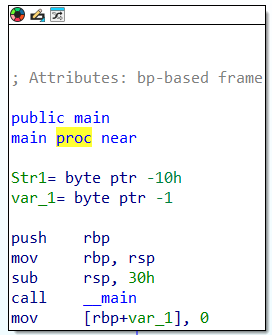 ; Attributes: bp-based frame
public main
main proc near
Str1= byte ptr -10h
var_1= byte ptr -1
push    rbp
mov     rbp, rsp
sub     rsp, 30h
call    __main
mov     [rbp+var_1], 0